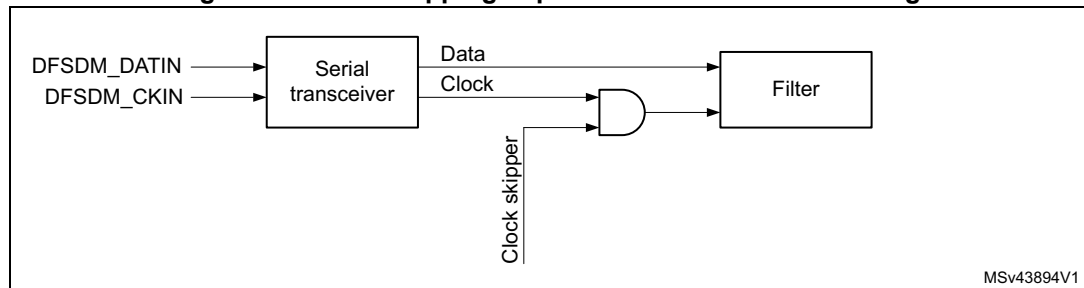 DFSDM_DATIN
DFSDM_CKIN
Serial
transceiver
Data
Clock
Filter
Clock skipper
MSv43894V1